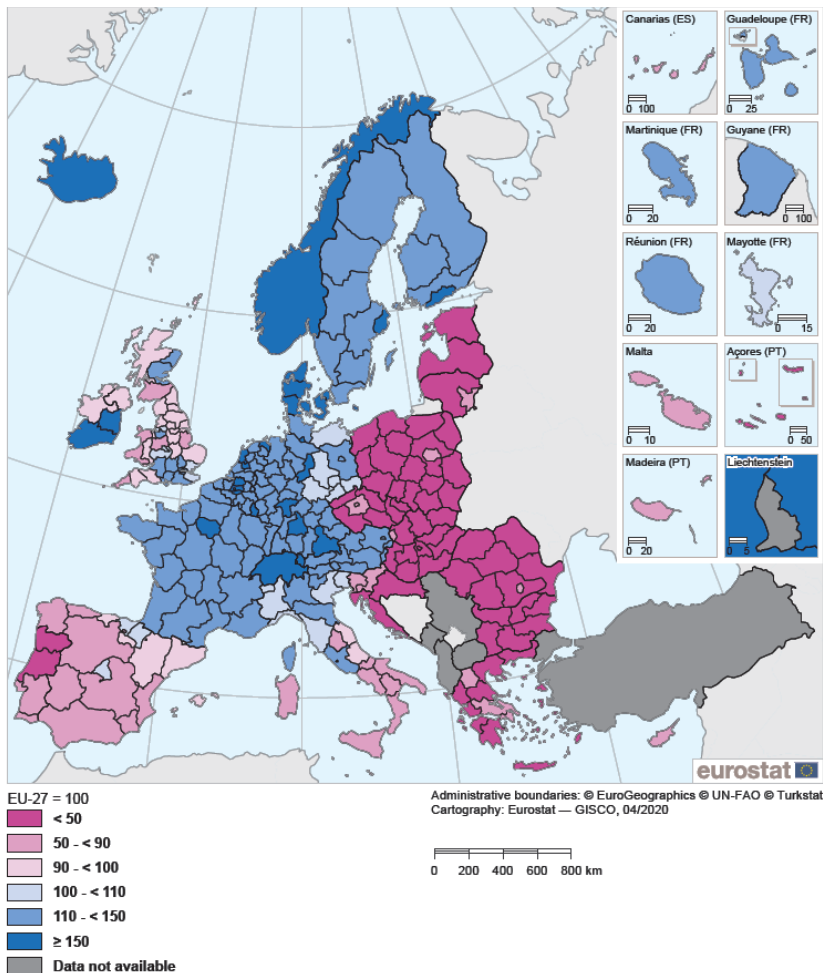 Canarias (ES)
0 100
Guadeloupe (FR)
0 25
Martinique (FR)
0 20
Guyane (FR)
0 100
Réunion (FR)
0 20
Mayotte (FR)
0 15
Malta
0 10
Açores (PT)
0 50
Madeira (PT)
0 20
Liechtenstein
0 5
eurostat
EU-27 = 100
< 50
50 - < 90
90 - < 100
100 - < 110
110 - < 150
≥ 150
Data not available
Administrative boundaries: © EuroGeographics © UN-FAO © Turkstat
Cartography: Eurostat — GISCO, 04/2020
0 200 400 600 800 km